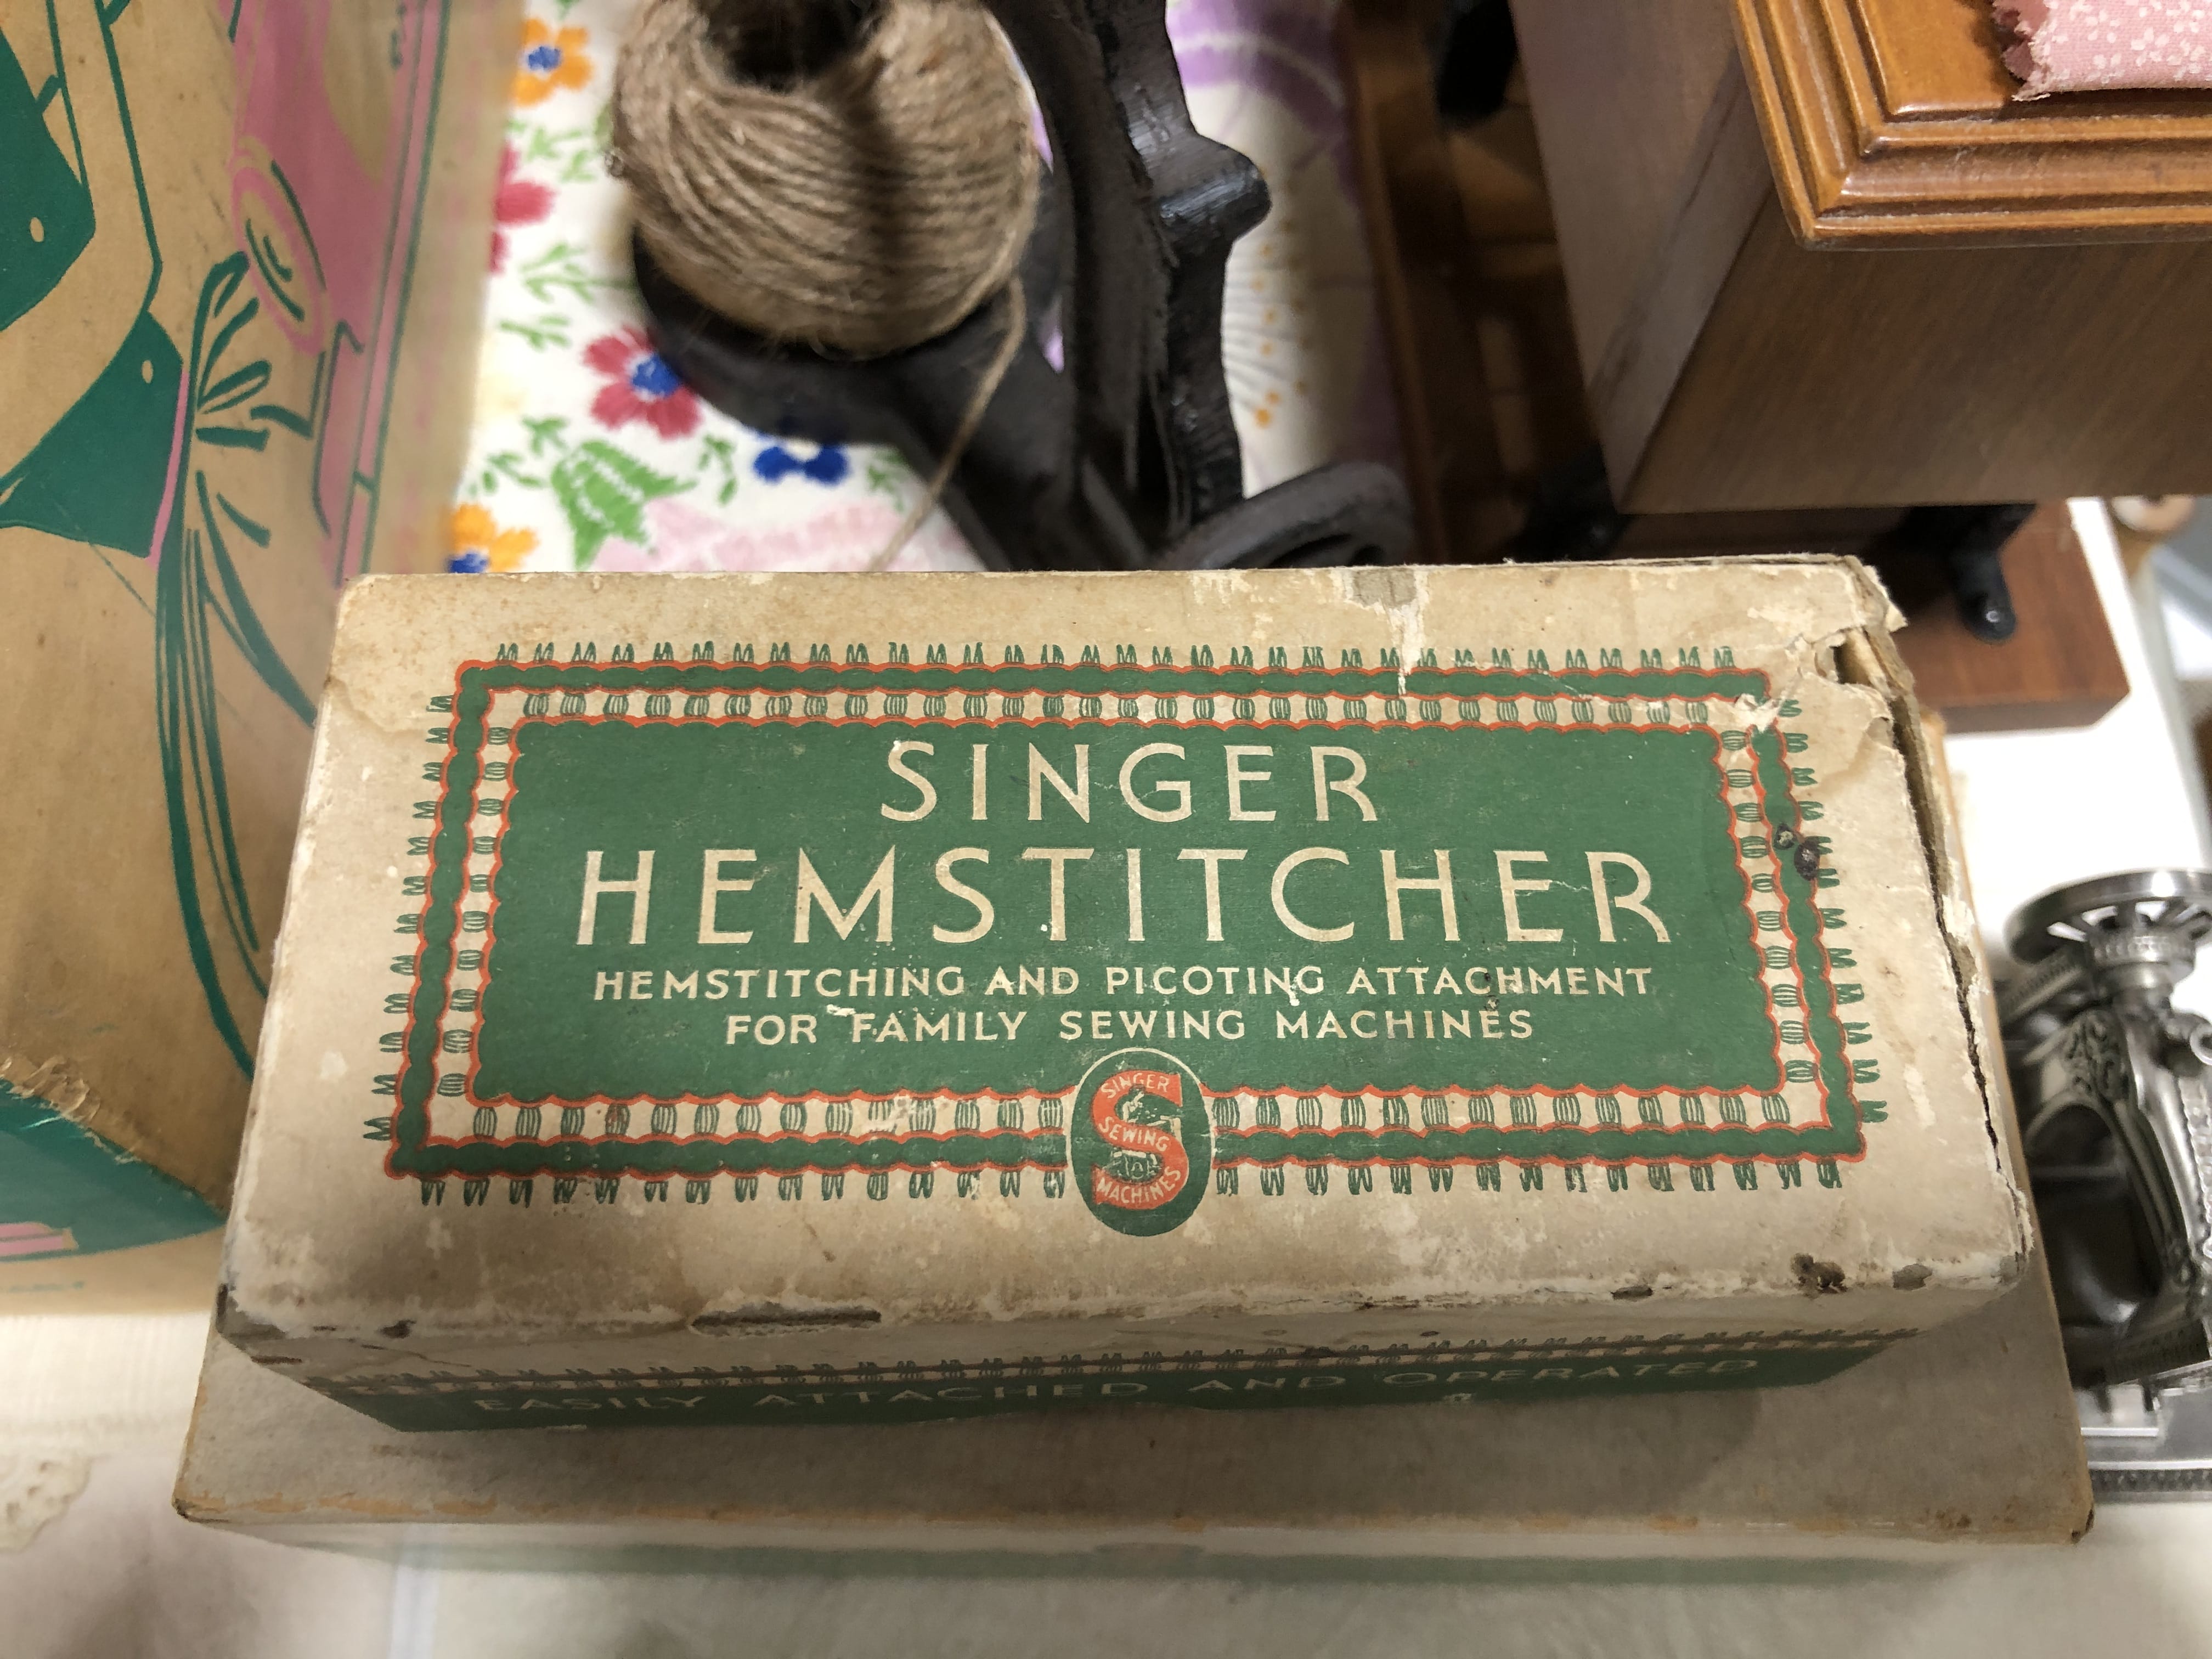 SINGER
HEMSTITCHER
HEMSTITCHING AND PICOTING ATTACHMENT
FOR FAMILY SEWING MACHINES
SINGER
SEWING
MACHINES
EASILY ATTACHED AND OPERATED